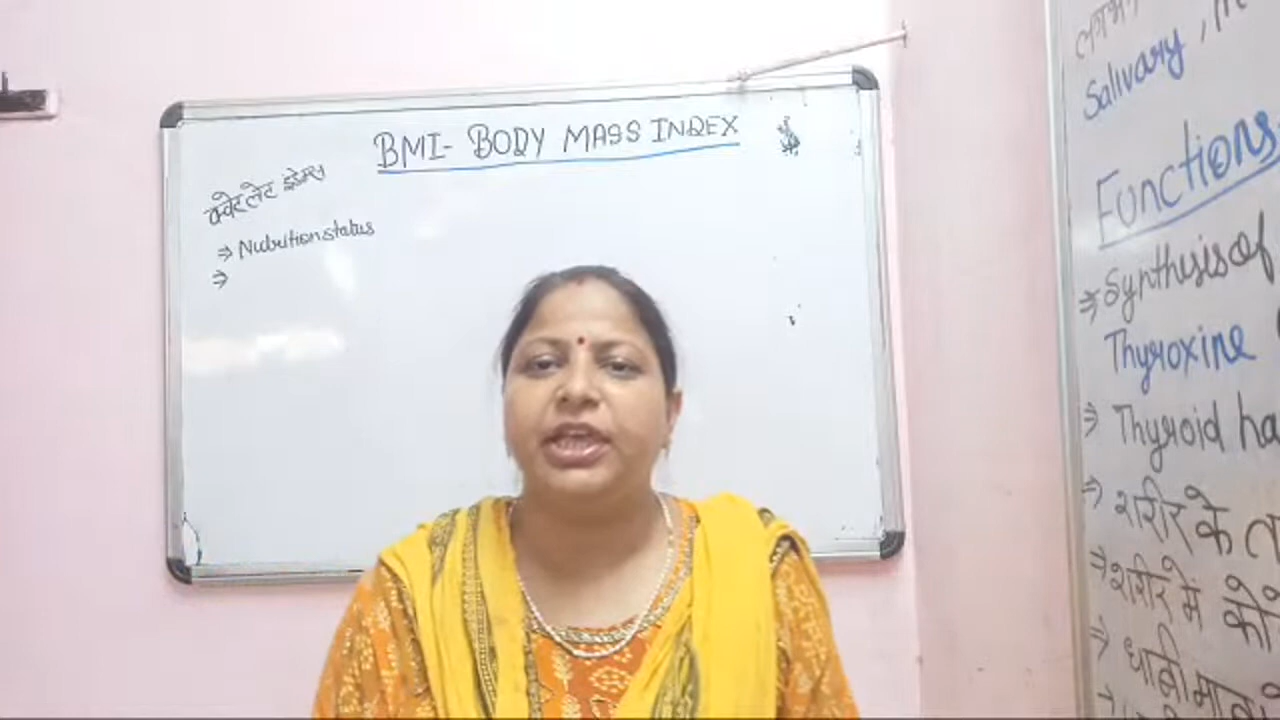 BMI- BODY MASS INDEX
क्वेटलेट इंडेक्स
⇒ Nutrition status
⇒
Salivary,
Functions
⇒ Synthesis of
Thyroxine
⇒ Thyroid
⇒ शरीर के
⇒ शरीर में
⇒